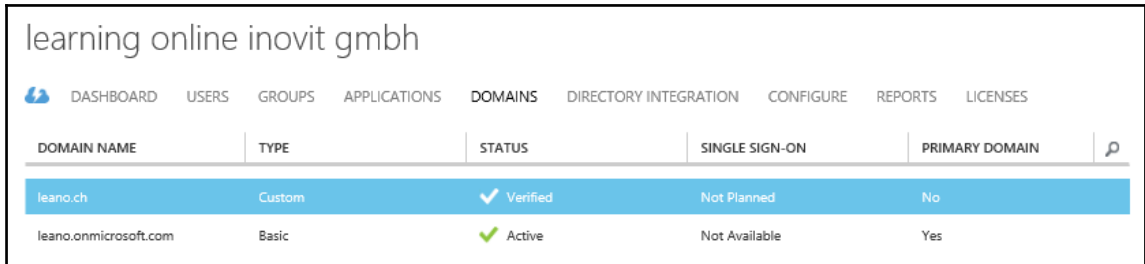 learning online inovit gmbh
DASHBOARD USERS GROUPS APPLICATIONS DOMAINS DIRECTORY INTEGRATION CONFIGURE REPORTS LICENSES
DOMAIN NAME TYPE STATUS SINGLE SIGN-ON PRIMARY DOMAIN
leano.ch Custom Verified Not Planned No
leano.onmicrosoft.com Basic Active Not Available Yes